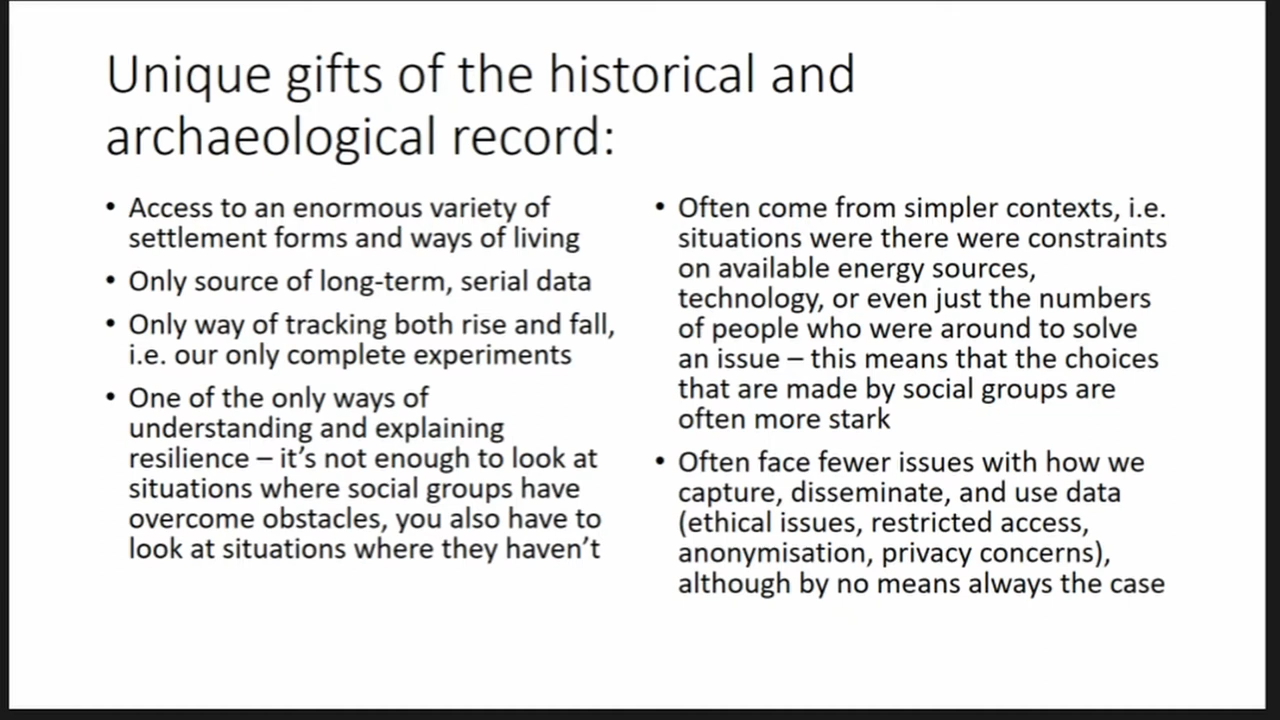 Unique gifts of the historical and
archaeological record:
• Access to an enormous variety of
settlement forms and ways of living
• Only source of long-term, serial data
• Only way of tracking both rise and fall,
i.e. our only complete experiments
• One of the only ways of
understanding and explaining
resilience – it's not enough to look at
situations where social groups have
overcome obstacles, you also have to
look at situations where they haven't
• Often come from simpler contexts, i.e.
situations were there were constraints
on available energy sources,
technology, or even just the numbers
of people who were around to solve
an issue – this means that the choices
that are made by social groups are
often more stark
• Often face fewer issues with how we
capture, disseminate, and use data
(ethical issues, restricted access,
anonymisation, privacy concerns),
although by no means always the case